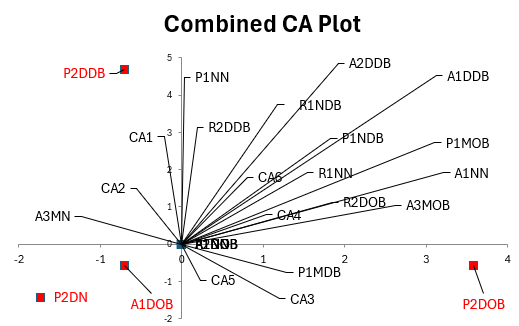 Combined CA Plot
5
A2DDB
P2DDB
P1NN
A1DDB
4
R1NDB
3
R2DDB
CA1
P1NDB
P1MOB
2
R1NN
A1NN
CA6
CA2
1
R2DOB
A3MOB
A3MN
CA4
0
-2
-1
0
1
2
3
4
P1MDB
-1
CA5
P2DN
A1DOB
CA3
P2DOB
-2